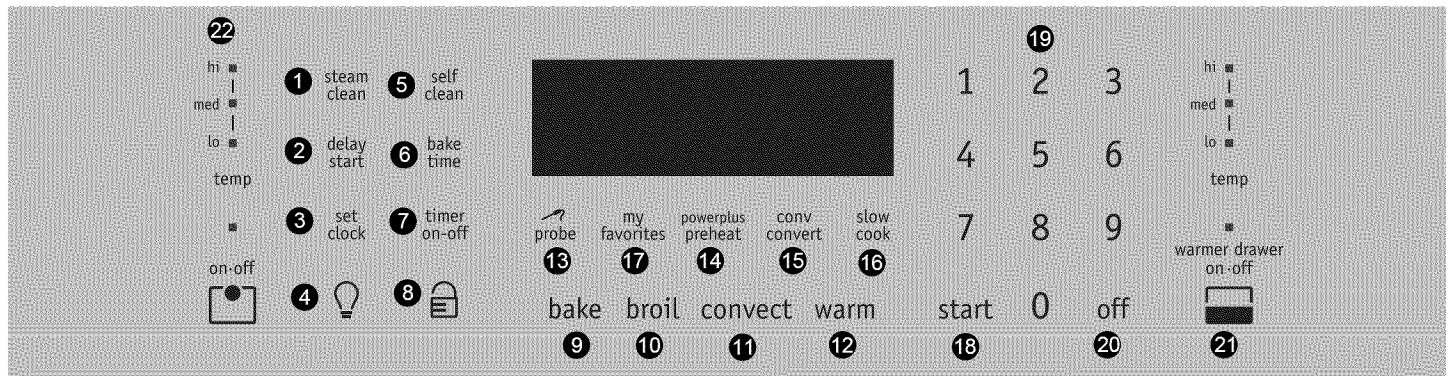 22
19
hi
med
lo
temp
on·off
1 steam
clean
5 self
clean
2 delay
start
6 bake
time
3 set
clock
7 timer
on-off
4
8
probe
13
my
favorites
17
powerplus
preheat
14
conv
convert
15
slow
cook
16
bake
9
broil
10
convect
11
warm
12
1 2 3
4 5 6
7 8 9
start 0 off
18
20
hi
med
lo
temp
warmer drawer
on·off
21